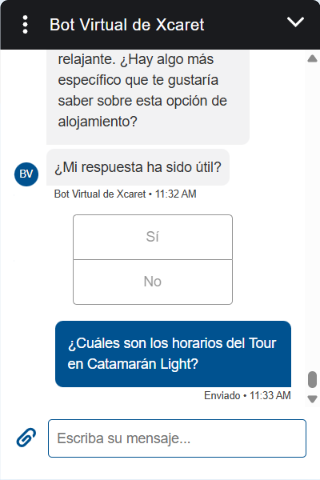 Bot Virtual de Xcaret
relajante. ¿Hay algo más
específico que te gustaría
saber sobre esta opción de
alojamiento?
¿Mi respuesta ha sido útil?
BV
Bot Virtual de Xcaret • 11:32 AM
Sí
No
¿Cuáles son los horarios del Tour
en Catamarán Light?
Enviado • 11:33 AM
Escriba su mensaje...